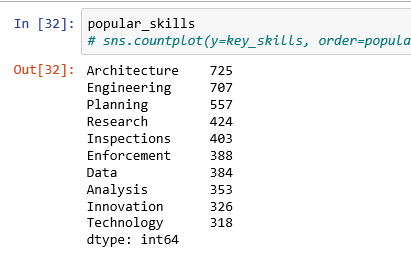 In [32]: popular_skills
# sns.countplot(y=key_skills, order=popula
Out[32]: Architecture 725
Engineering 707
Planning 557
Research 424
Inspections 403
Enforcement 388
Data 384
Analysis 353
Innovation 326
Technology 318
dtype: int64